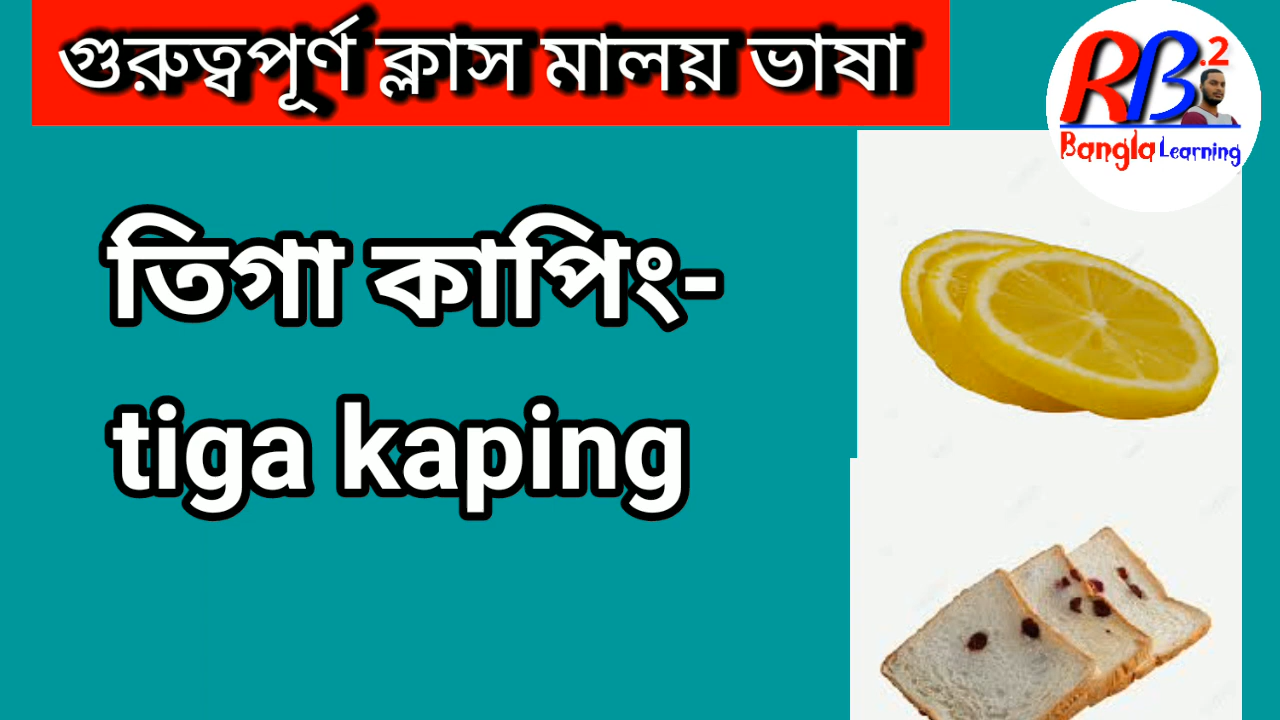 গুরুত্বপূর্ণ ক্লাস মালয় ভাষা
RB.2
Bangla Learning
তিগা কাপিং-
tiga kaping